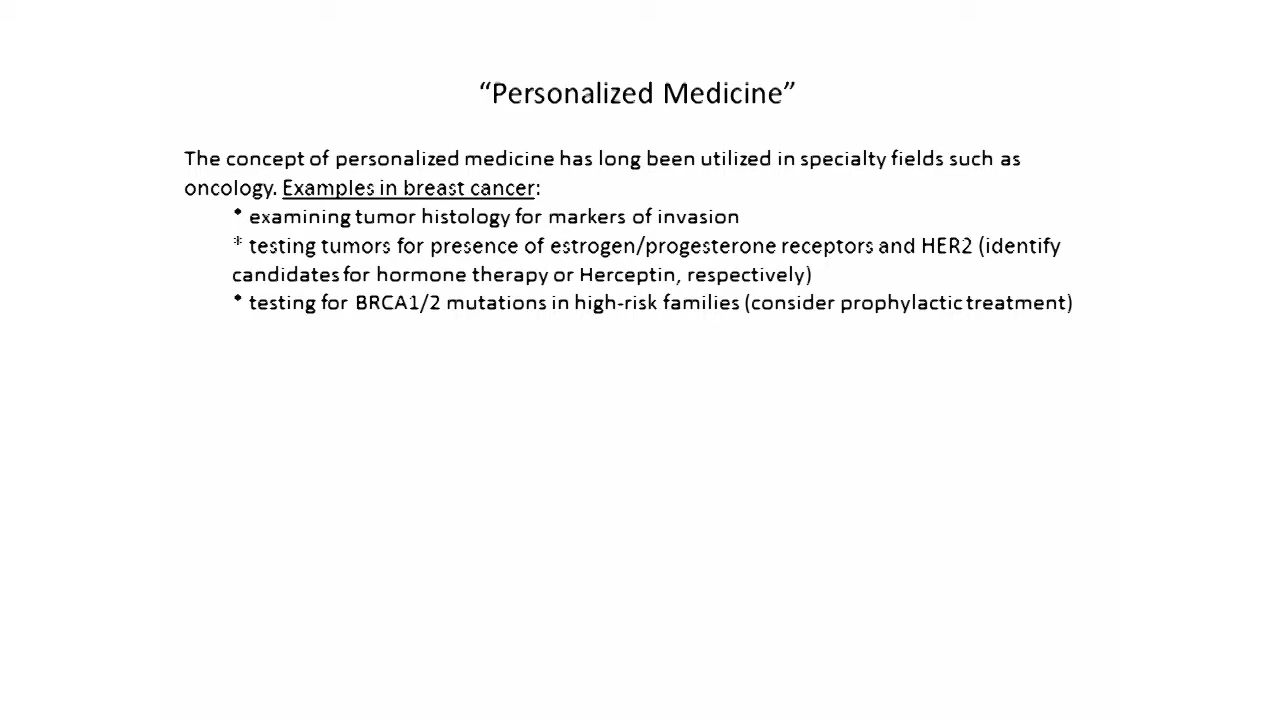 “Personalized Medicine”
The concept of personalized medicine has long been utilized in specialty fields such as
oncology. Examples in breast cancer:
* examining tumor histology for markers of invasion
* testing tumors for presence of estrogen/progesterone receptors and HER2 (identify
candidates for hormone therapy or Herceptin, respectively)
* testing for BRCA1/2 mutations in high-risk families (consider prophylactic treatment)